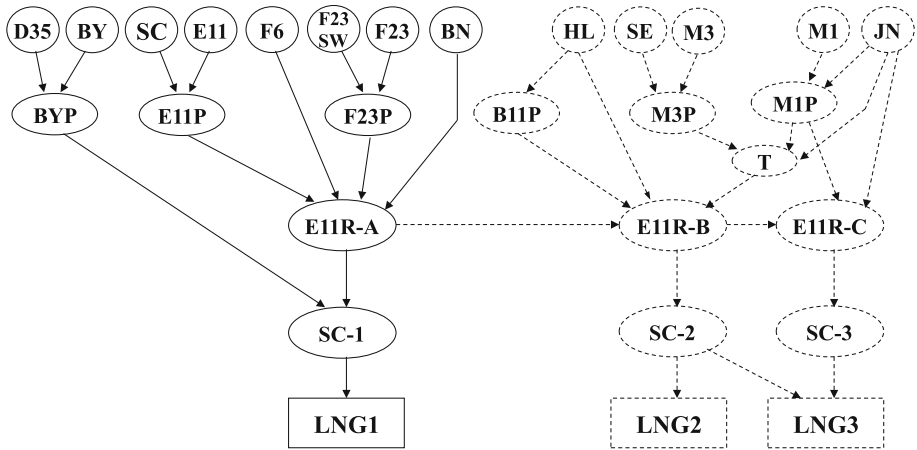 D35
BY
SC
E11
F6
F23
SW
F23
BN
HL
SE
M3
M1
JN
BYP
E11P
F23P
B11P
M3P
M1P
T
E11R-A
E11R-B
E11R-C
SC-1
SC-2
SC-3
LNG1
LNG2
LNG3